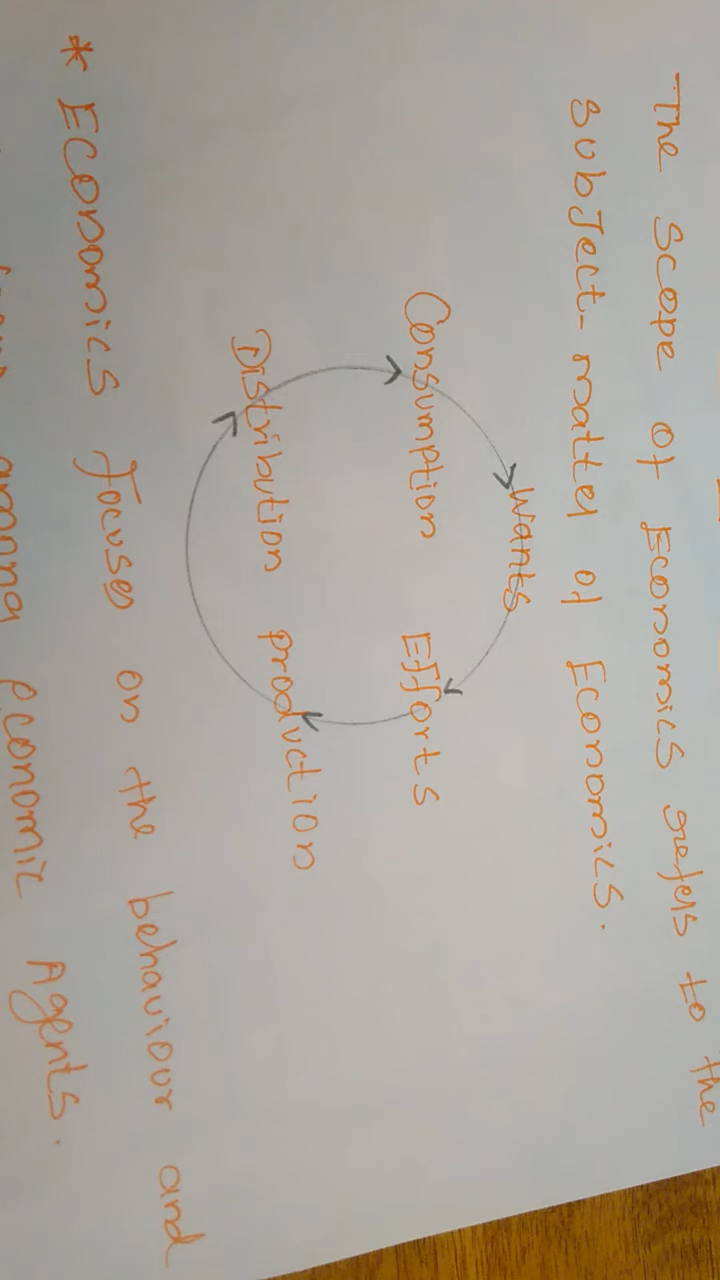 The scope of Economics refers to the
subject-matter of Economics.
Wants
Consumption Efforts
Distribution Production
* Economics focuses on the behaviour and
among economic Agents.